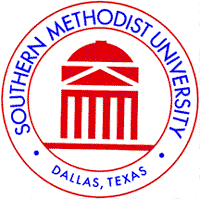 SOUTHERN METHODIST UNIVERSITY
• DALLAS, TEXAS •